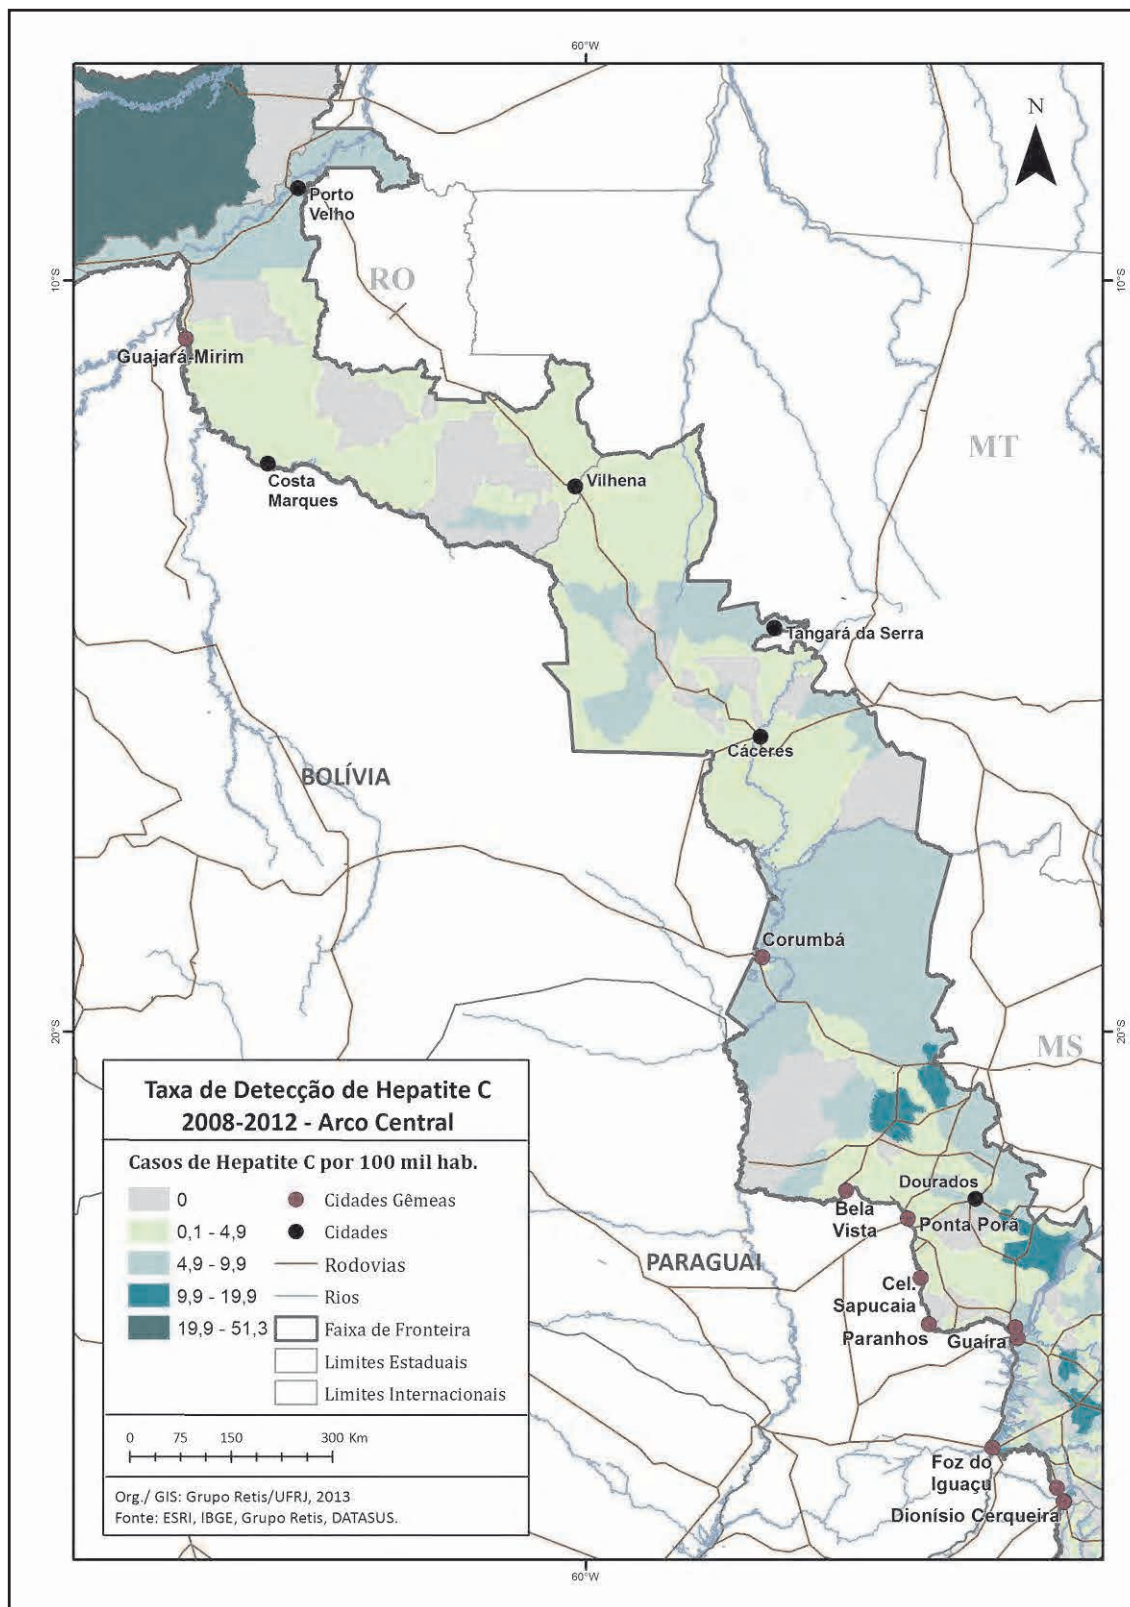 60°W
N
Porto
Velho
RO
10°S
10°S
Guajará-Mirim
MT
Costa
Marques
Vilhena
Tangará da Serra
Cáceres
BOLÍVIA
Corumbá
20°S
20°S
MS
Dourados
Bela
Vista
Ponta Porã
PARAGUAI
Cel.
Sapucaia
Paranhos
Guaíra
Foz do
Iguaçu
Dionísio Cerqueira
Taxa de Detecção de Hepatite C
2008-2012 - Arco Central
Casos de Hepatite C por 100 mil hab.
0
0,1 - 4,9
4,9 - 9,9
9,9 - 19,9
19,9 - 51,3
Cidades Gêmeas
Cidades
Rodovias
Rios
Faixa de Fronteira
Limites Estaduais
Limites Internacionais
0 75 150 300 Km
Org./ GIS: Grupo Retis/UFRJ, 2013
Fonte: ESRI, IBGE, Grupo Retis, DATASUS.
60°W